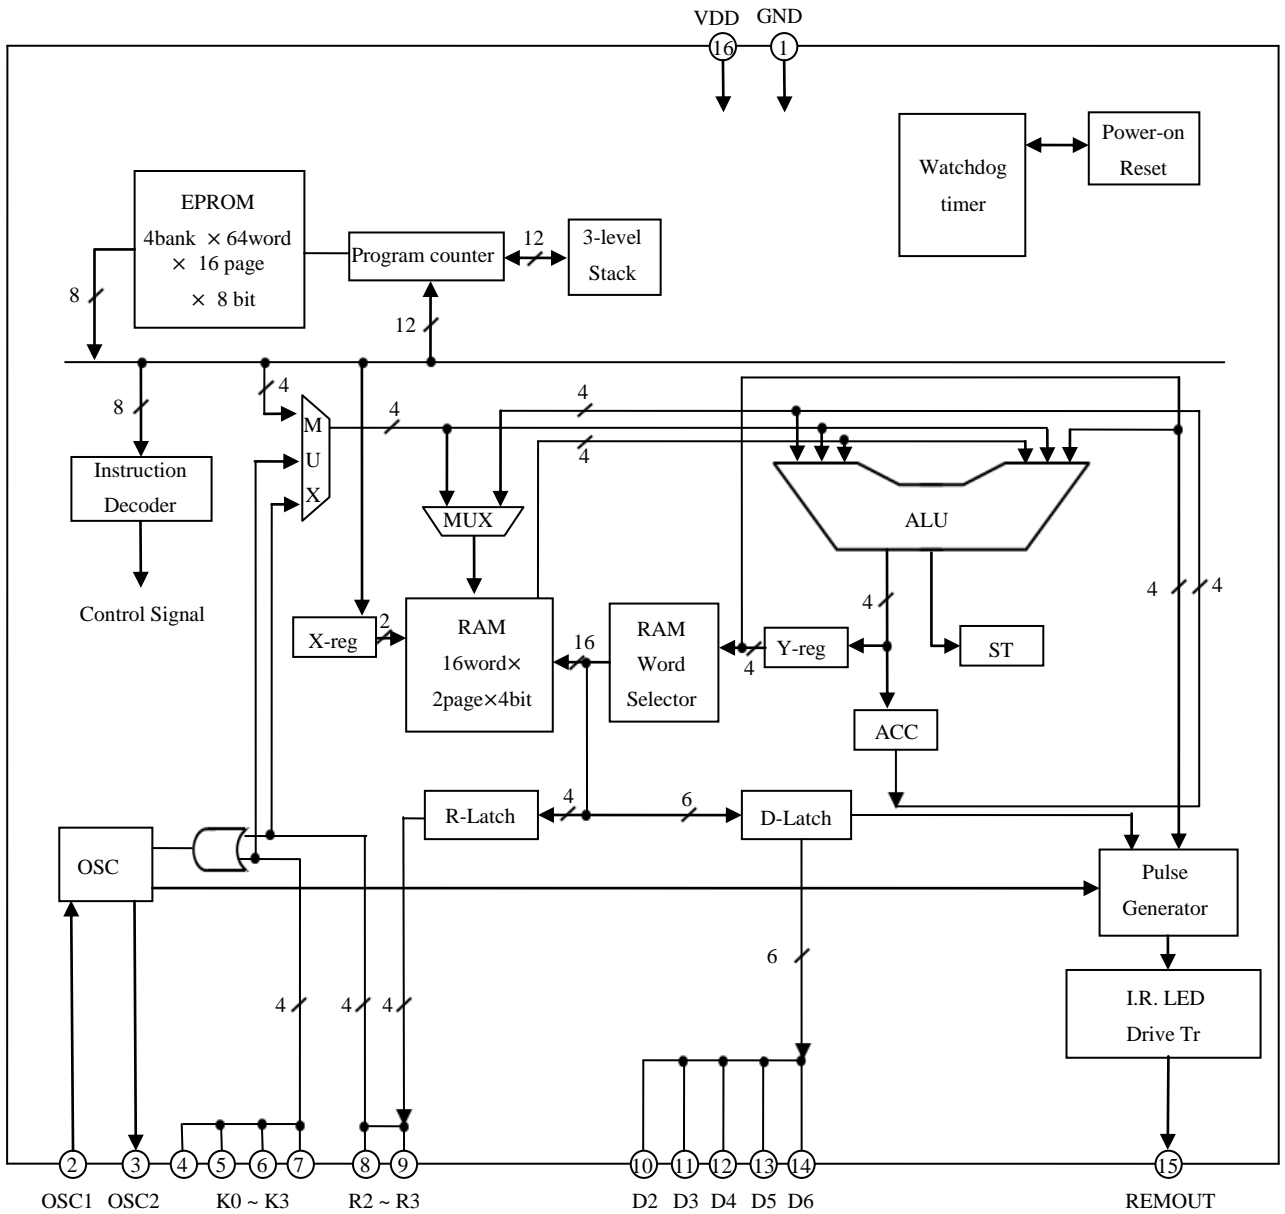 VDD GND
16 1
Power-on
Reset
Watchdog
timer
EPROM
4bank × 64word
× 16 page
× 8 bit
Program counter
12
3-level
Stack
8
12
8
4
M
U
X
4
4
4
Instruction
Decoder
MUX
ALU
Control Signal
4
4
4
X-reg
2
RAM
16word×
2page×4bit
16
RAM
Word
Selector
4
Y-reg
ST
ACC
R-Latch
4
6
D-Latch
OSC
Pulse
Generator
6
I.R. LED
Drive Tr
4
4
4
2 3 4 5 6 7 8 9 10 11 12 13 14 15
OSC1 OSC2 K0 ~ K3 R2 ~ R3 D2 D3 D4 D5 D6 REMOUT